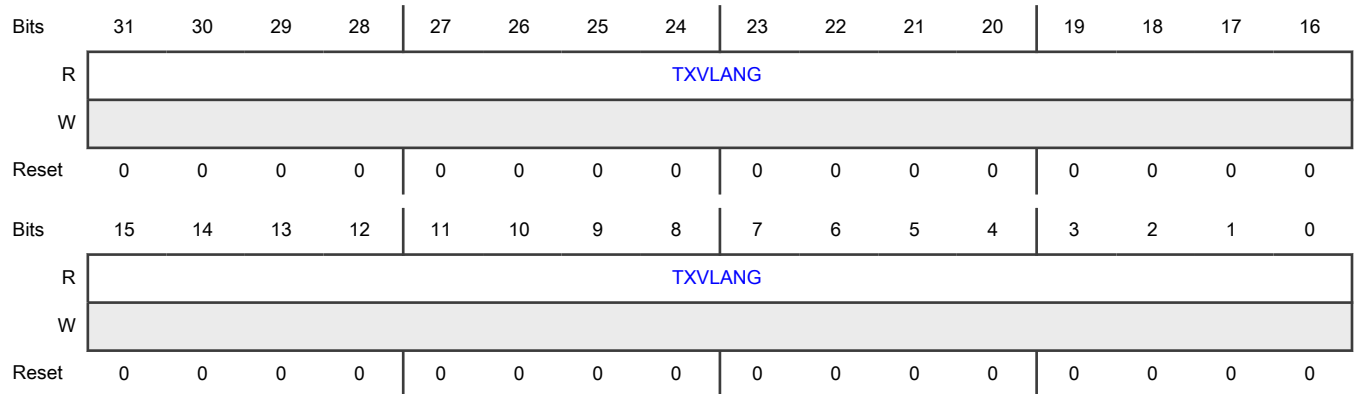 Bits 31 30 29 28 27 26 25 24 23 22 21 20 19 18 17 16
R TXVLANG
W
Reset 0 0 0 0 0 0 0 0 0 0 0 0 0 0 0 0
Bits 15 14 13 12 11 10 9 8 7 6 5 4 3 2 1 0
R TXVLANG
W
Reset 0 0 0 0 0 0 0 0 0 0 0 0 0 0 0 0